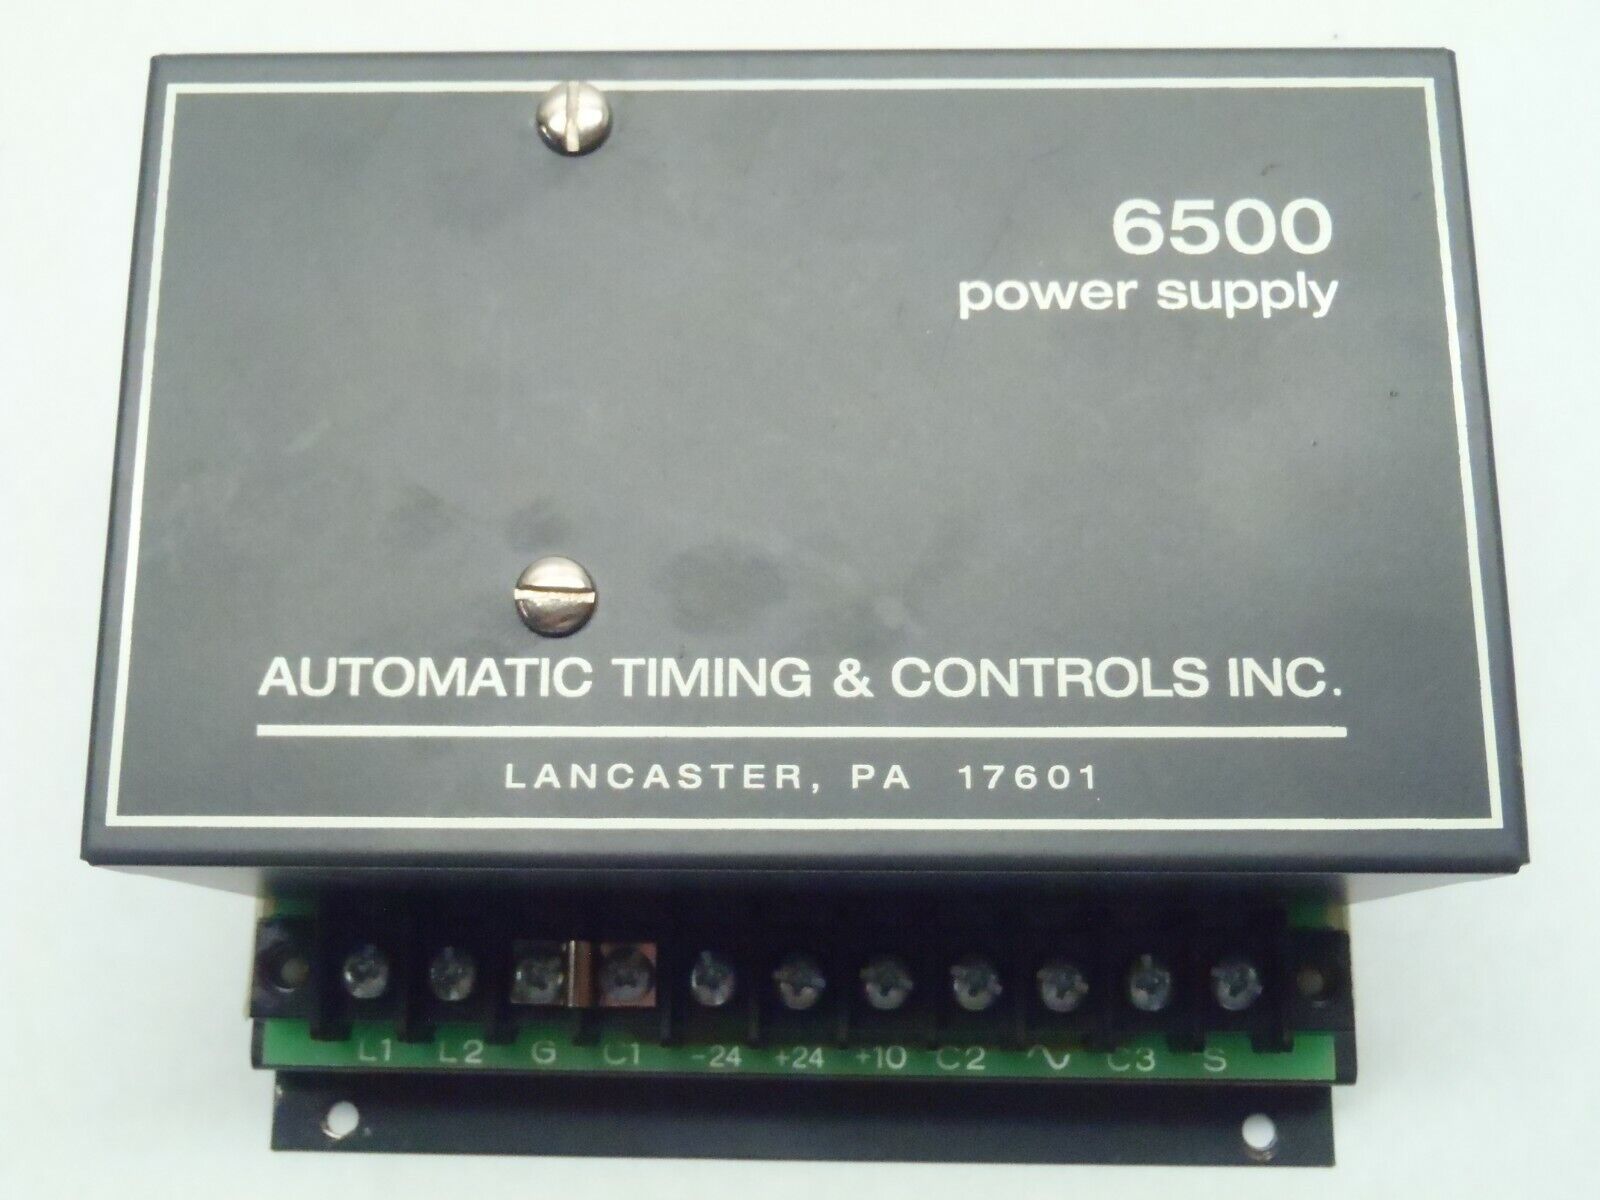 6500
power supply
AUTOMATIC TIMING & CONTROLS INC.
LANCASTER, PA 17601
L1 L2 G C1 -24 +24 +10 C2 ∿ C3 S